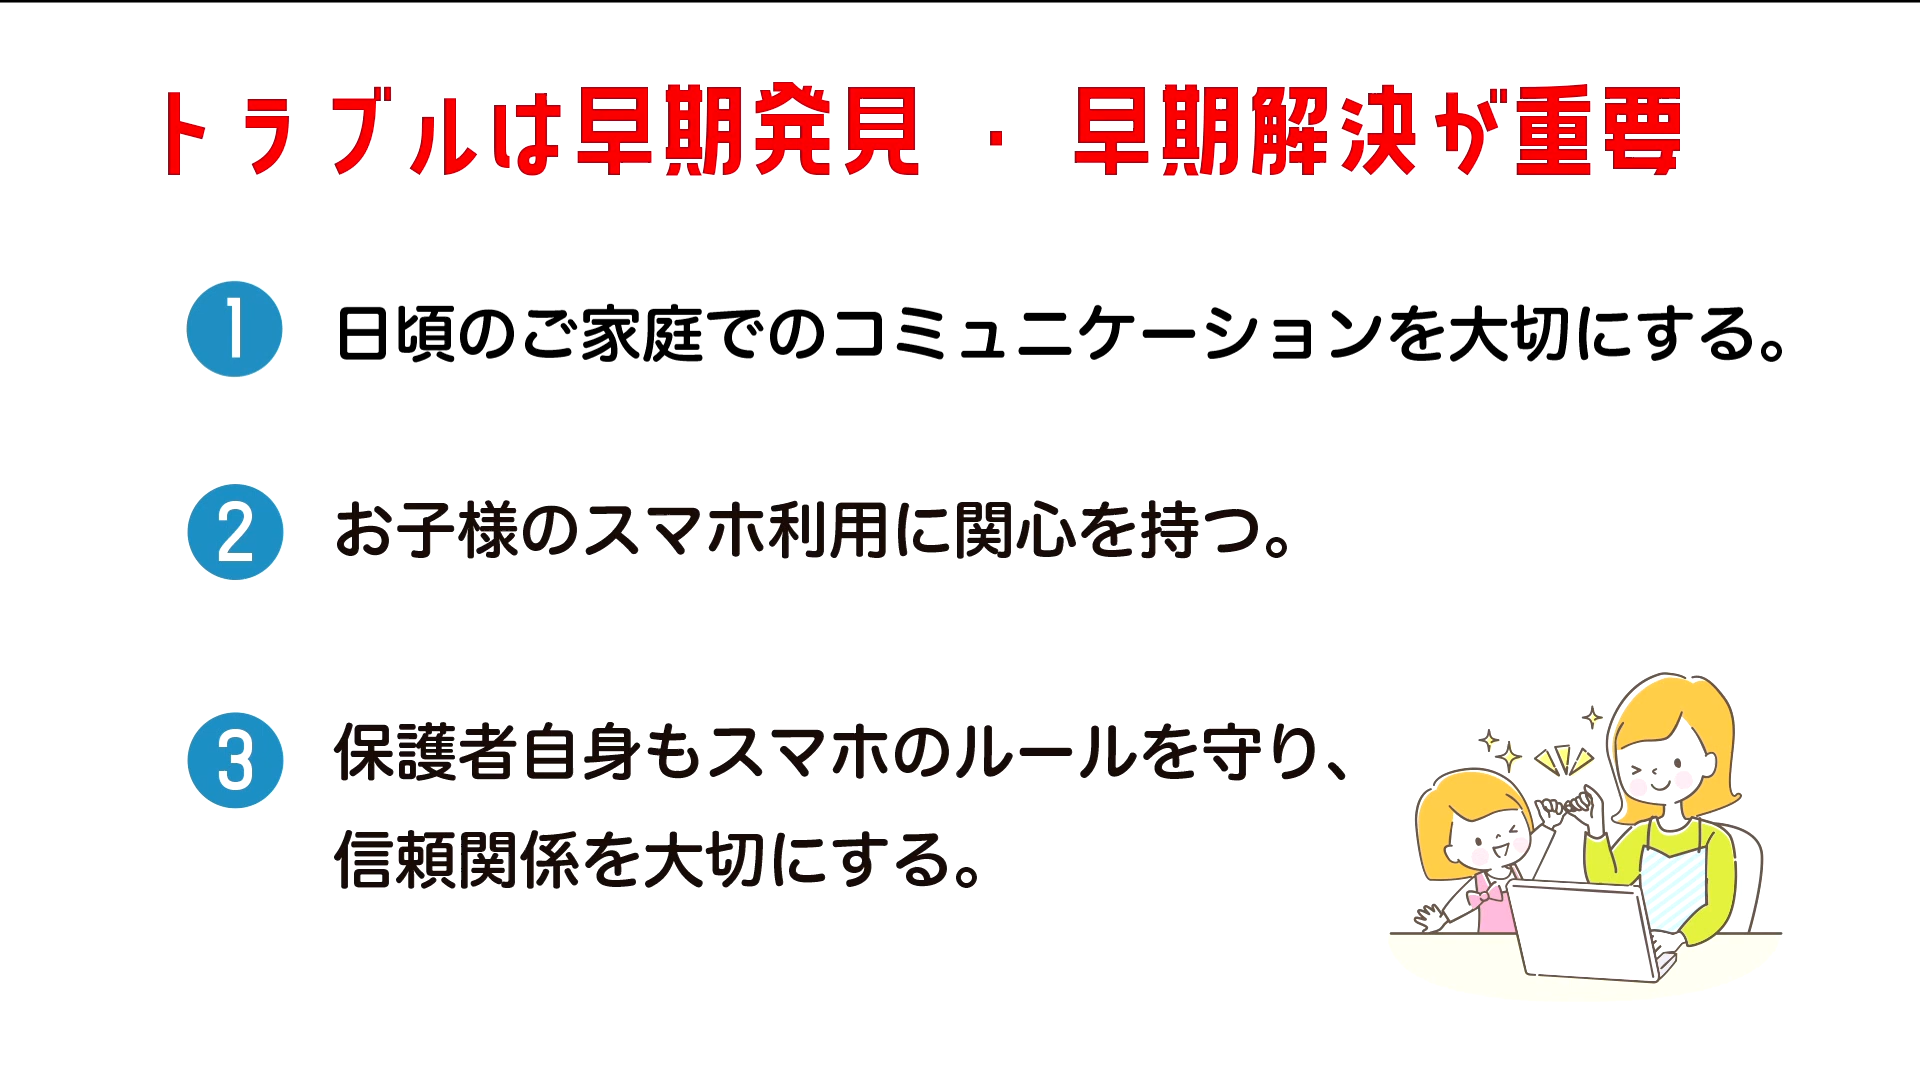 トラブルは早期発見・早期解決が重要
1 日頃のご家庭でのコミュニケーションを大切にする。
2 お子様のスマホ利用に関心を持つ。
3 保護者自身もスマホのルールを守り、
信頼関係を大切にする。